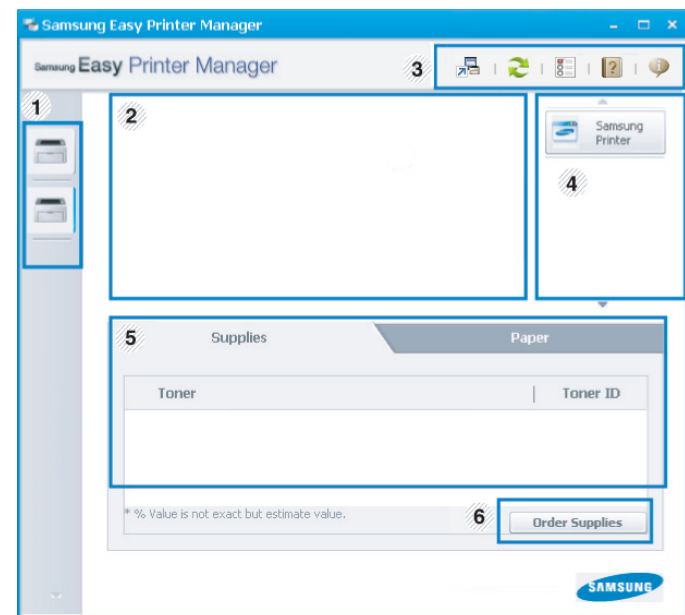 Samsung Easy Printer Manager
Samsung Easy Printer Manager
3
1
2
Samsung
Printer
4
5
Supplies
Paper
Toner
Toner ID
* % Value is not exact but estimate value.
6
Order Supplies
SAMSUNG